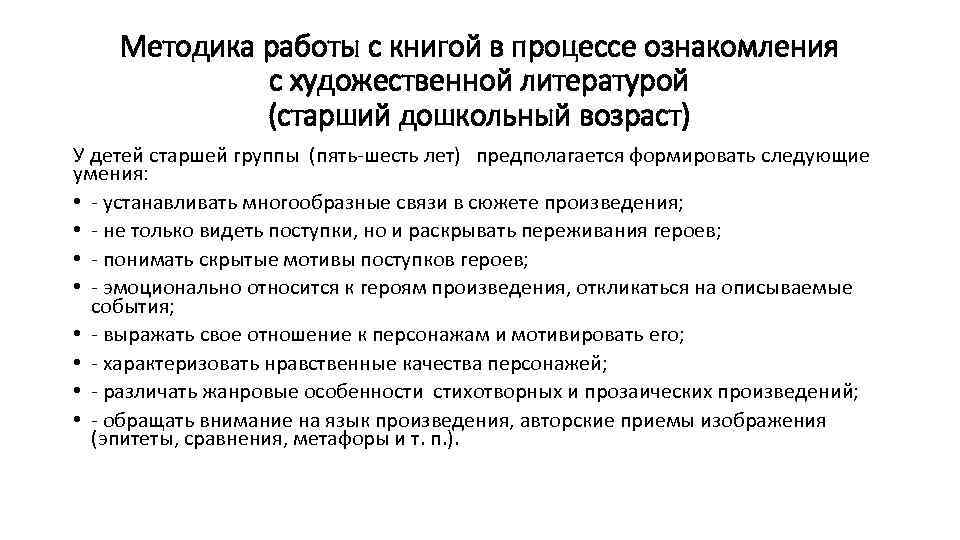 Методика работы с книгой в процессе ознакомления
с художественной литературой
(старший дошкольный возраст)
У детей старшей группы (пять-шесть лет) предполагается формировать следующие
умения:
• - устанавливать многообразные связи в сюжете произведения;
• - не только видеть поступки, но и раскрывать переживания героев;
• - понимать скрытые мотивы поступков героев;
• - эмоционально относится к героям произведения, откликаться на описываемые
события;
• - выражать свое отношение к персонажам и мотивировать его;
• - характеризовать нравственные качества персонажей;
• - различать жанровые особенности стихотворных и прозаических произведений;
• - обращать внимание на язык произведения, авторские приемы изображения
(эпитеты, сравнения, метафоры и т. п. ).